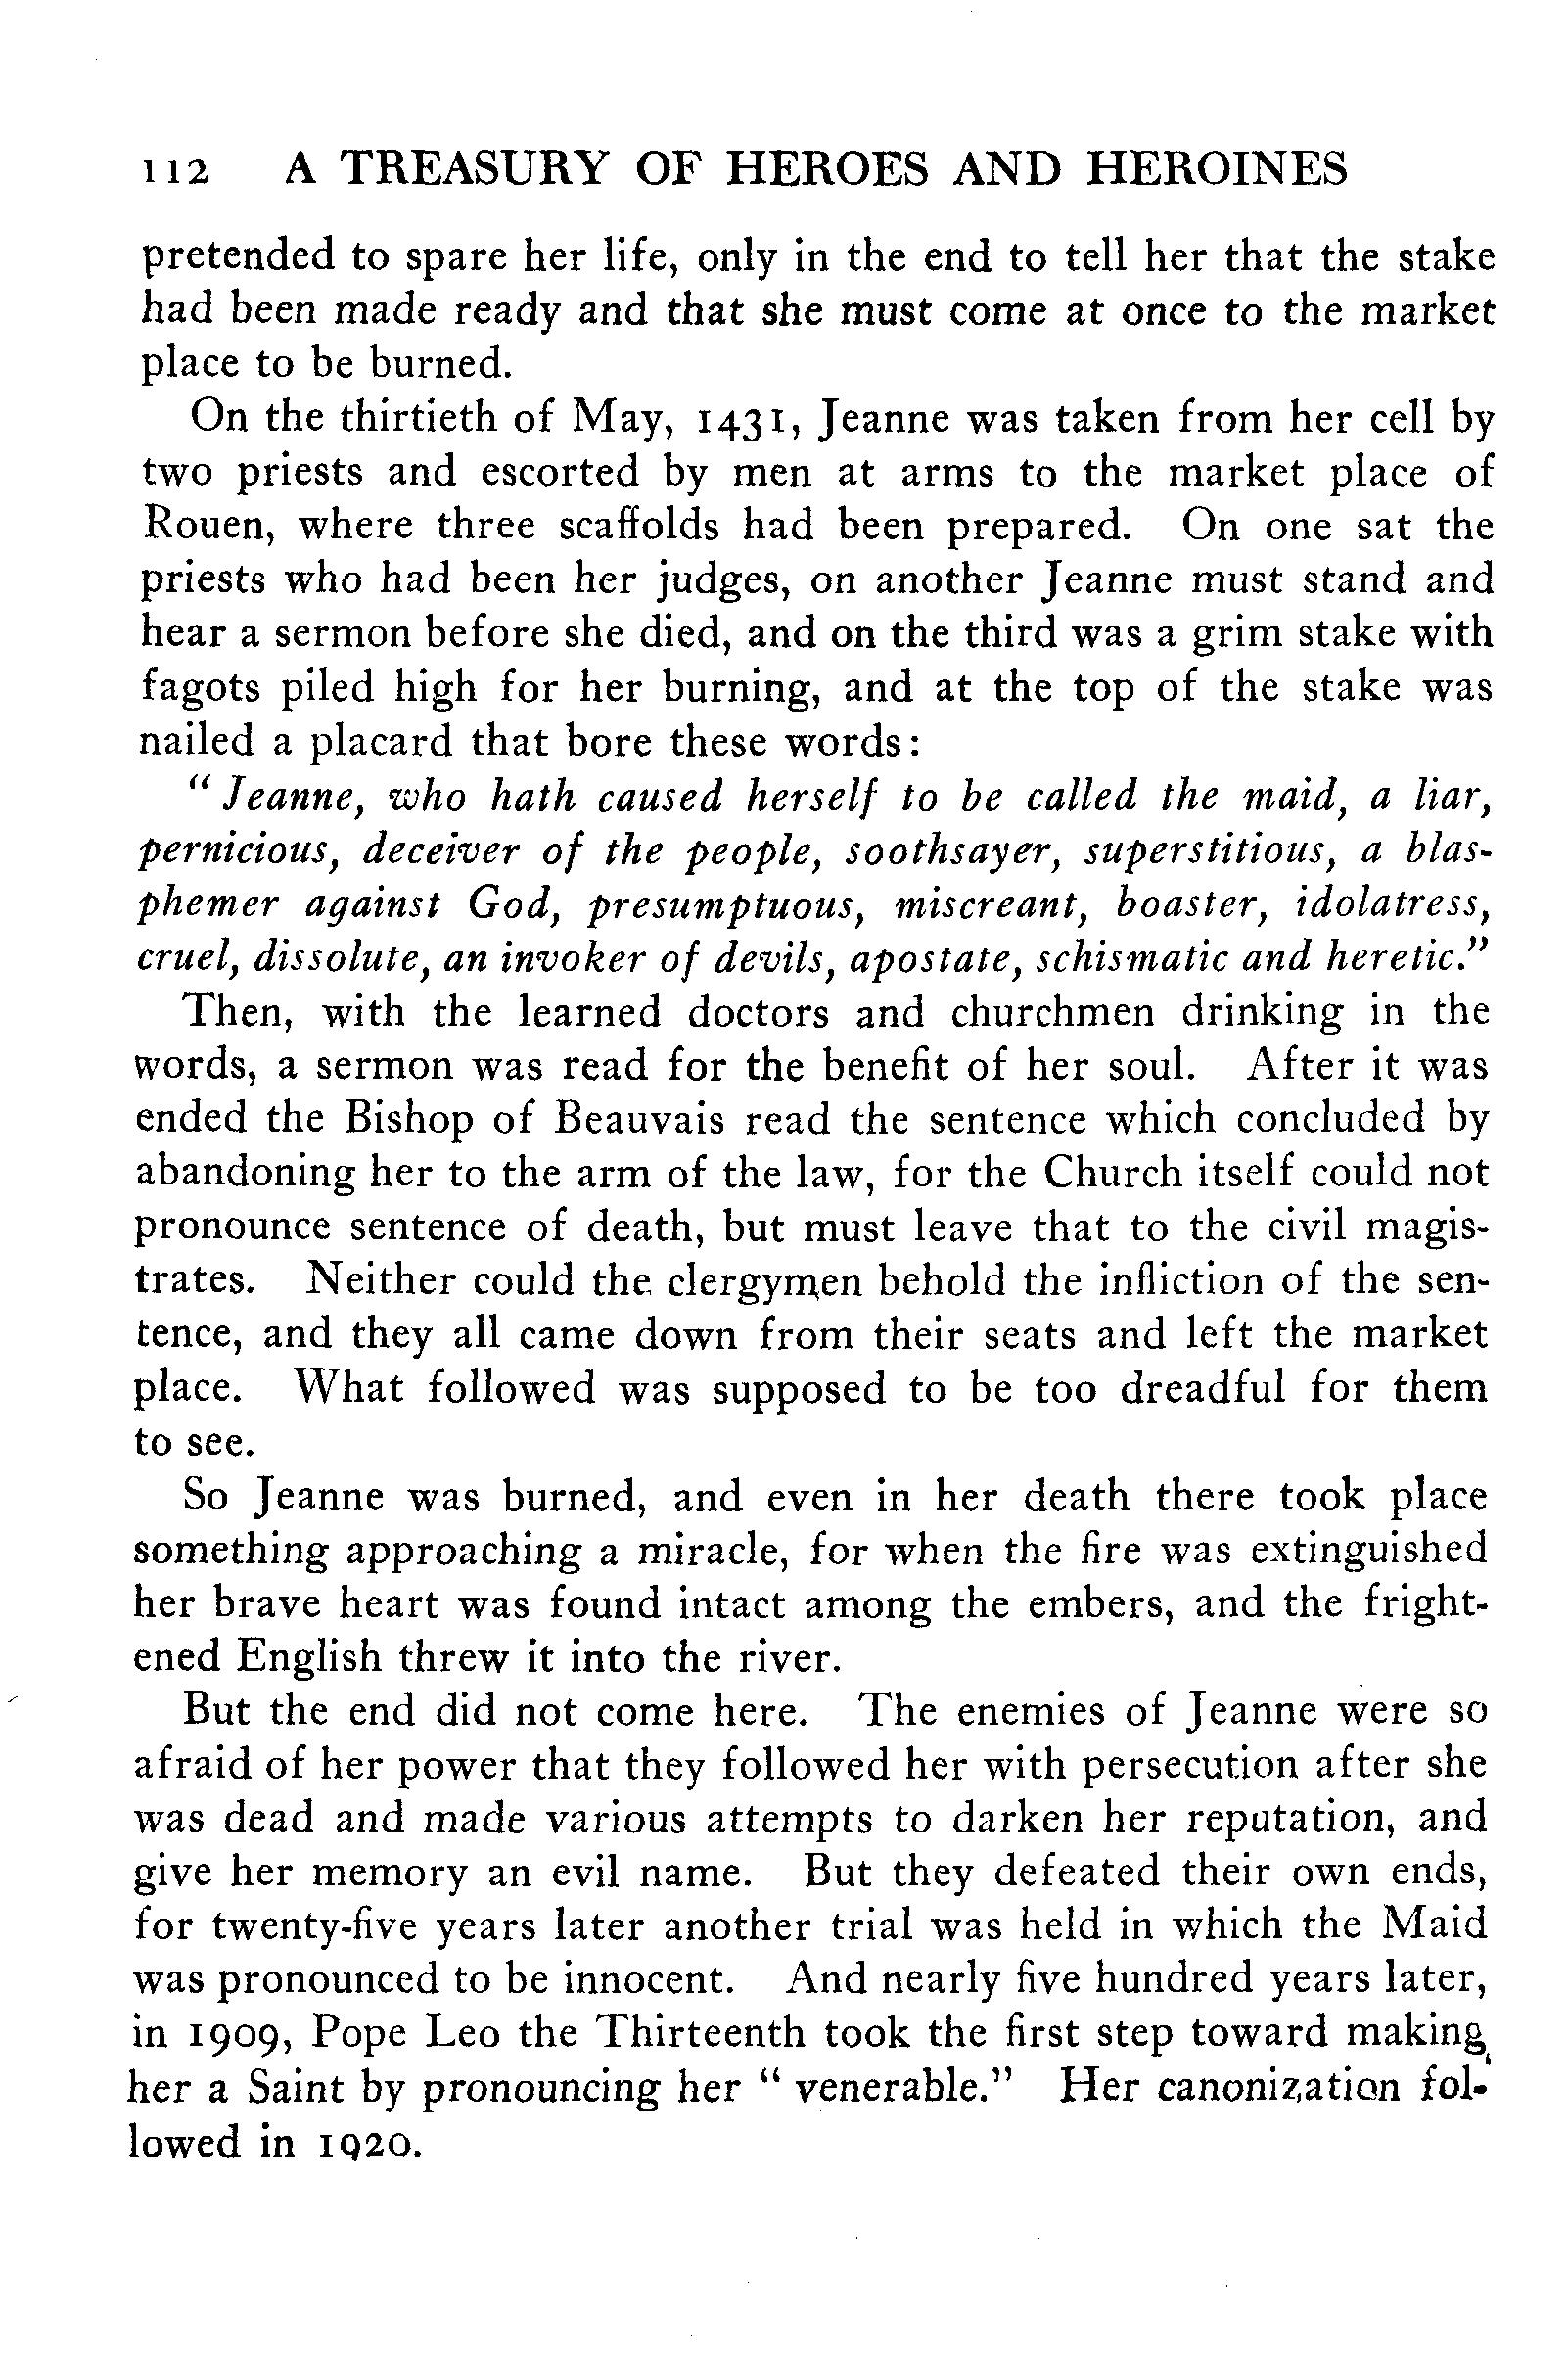 112 A TREASURY OF HEROES AND HEROINES
pretended to spare her life, only in the end to tell her that the stake
had been made ready and that she must come at once to the market
place to be burned.
On the thirtieth of May, 1431, Jeanne was taken from her cell by
two priests and escorted by men at arms to the market place of
Rouen, where three scaffolds had been prepared. On one sat the
priests who had been her judges, on another Jeanne must stand and
hear a sermon before she died, and on the third was a grim stake with
fagots piled high for her burning, and at the top of the stake was
nailed a placard that bore these words:
" Jeanne, who hath caused herself to be called the maid, a liar,
pernicious, deceiver of the people, soothsayer, superstitious, a blas-
phemer against God, presumptuous, miscreant, boaster, idolatress,
cruel, dissolute, an invoker of devils, apostate, schismatic and heretic."
Then, with the learned doctors and churchmen drinking in the
words, a sermon was read for the benefit of her soul. After it was
ended the Bishop of Beauvais read the sentence which concluded by
abandoning her to the arm of the law, for the Church itself could not
pronounce sentence of death, but must leave that to the civil magis-
trates. Neither could the clergymen behold the infliction of the sen-
tence, and they all came down from their seats and left the market
place. What followed was supposed to be too dreadful for them
to see.
So Jeanne was burned, and even in her death there took place
something approaching a miracle, for when the fire was extinguished
her brave heart was found intact among the embers, and the fright-
ened English threw it into the river.
But the end did not come here. The enemies of Jeanne were so
afraid of her power that they followed her with persecution after she
was dead and made various attempts to darken her reputation, and
give her memory an evil name. But they defeated their own ends,
for twenty-five years later another trial was held in which the Maid
was pronounced to be innocent. And nearly five hundred years later,
in 1909, Pope Leo the Thirteenth took the first step toward making
her a Saint by pronouncing her " venerable." Her canonization fol-
lowed in 1920.